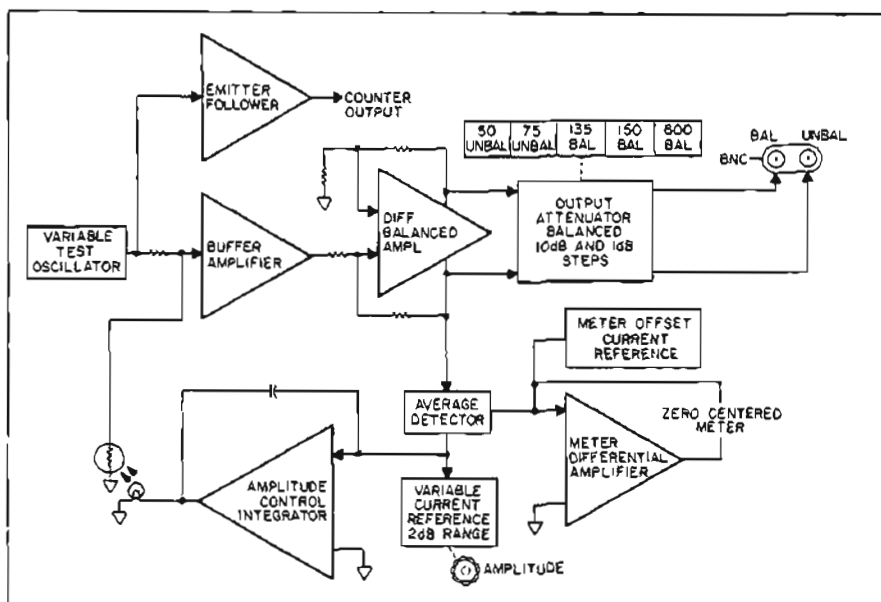 EMITTER
FOLLOWER
COUNTER
OUTPUT
50
UNBAL
75
UNBAL
135
BAL
150
BAL
600
BAL
BAL UNBAL
BNC
VARIABLE
TEST
OSCILLATOR
BUFFER
AMPLIFIER
DIFF
BALANCED
AMPL
OUTPUT
ATTENUATOR
BALANCED
10dB AND 1dB
STEPS
METER OFFSET
CURRENT
REFERENCE
AVERAGE
DETECTOR
ZERO CENTERED
METER
METER
DIFFERENTIAL
AMPLIFIER
AMPLITUDE
CONTROL
INTEGRATOR
VARIABLE
CURRENT
REFERENCE
2dB RANGE
AMPLITUDE